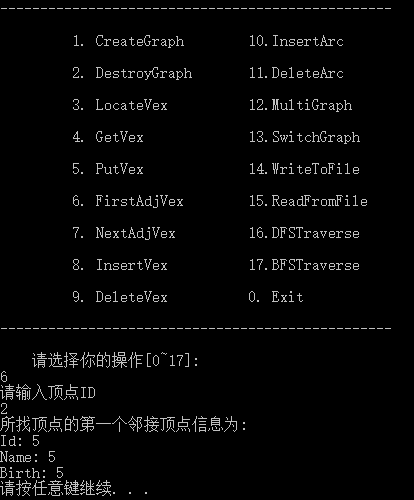 ------------------------------------------------
1. CreateGraph 10.InsertArc
2. DestroyGraph 11.DeleteArc
3. LocateVex 12.MultiGraph
4. GetVex 13.SwitchGraph
5. PutVex 14.WriteToFile
6. FirstAdjVex 15.ReadFromFile
7. NextAdjVex 16.DFSTraverse
8. InsertVex 17.BFSTraverse
9. DeleteVex 0. Exit
------------------------------------------------
请选择你的操作[0~17]:
6
请输入顶点ID
2
所找顶点的第一个邻接顶点信息为:
Id: 5
Name: 5
Birth: 5
请按任意键继续. . .